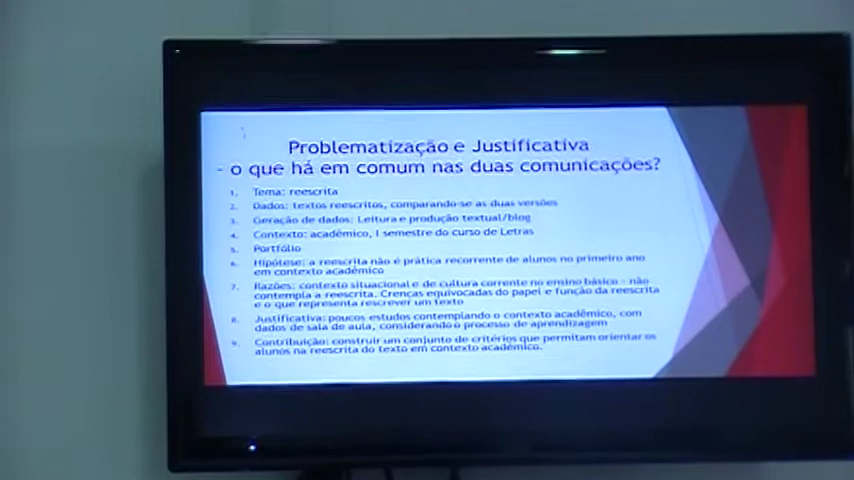 Problematização e Justificativa
- o que há em comum nas duas comunicações?
1. Tema: reescrita
2. Dados: textos reescritos, comparando-se as duas versões
3. Geração de dados: Leitura e produção textual/blog
4. Contexto: acadêmico, I semestre do curso de Letras
5. Portfólio
6. Hipótese: a reescrita não é prática recorrente de alunos no primeiro ano
em contexto acadêmico
7. Razões: contexto situacional e de cultura corrente no ensino básico - não
contempla a reescrita. Crenças equivocadas do papel e função da reescrita
e o que representa rescrever um texto
8. Justificativa: poucos estudos contemplando o contexto acadêmico, com
dados de sala de aula, considerando o processo de aprendizagem
9. Contribuição: construir um conjunto de critérios que permitam orientar os
alunos na reescrita do texto em contexto acadêmico.